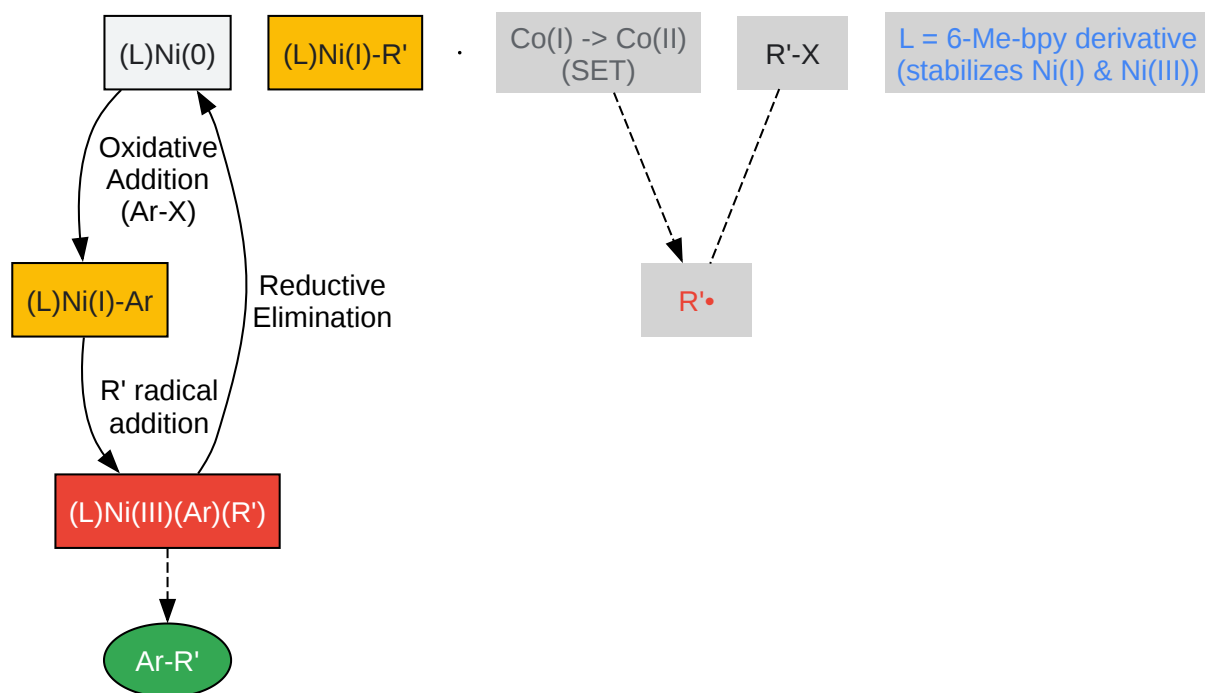 (L)Ni(0)
(L)Ni(I)-R'
.
Co(I) -> Co(II)
(SET)
R'-X
L = 6-Me-bpy derivative
(stabilizes Ni(I) & Ni(III))
Oxidative
Addition
(Ar-X)
(L)Ni(I)-Ar
Reductive
Elimination
R'•
R' radical
addition
(L)Ni(III)(Ar)(R')
Ar-R'